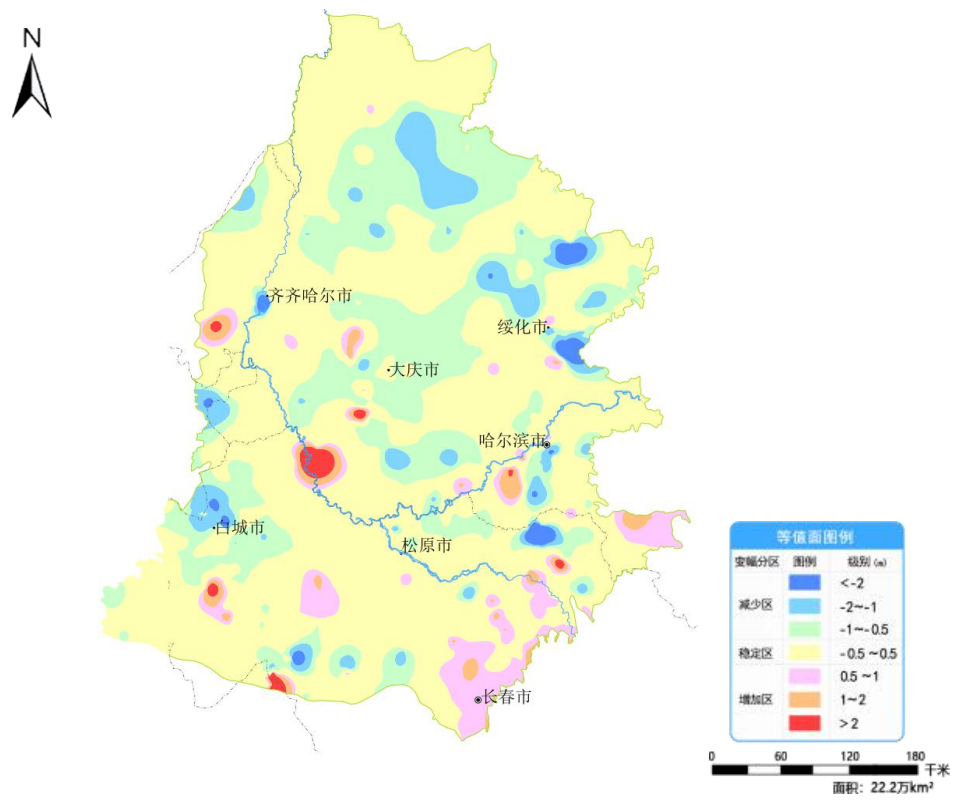 N
齐齐哈尔市
绥化市
大庆市
哈尔滨市
白城市
松原市
长春市
等值面图例
变幅分区 图例 级别(m)
<-2
减少区 -2~-1
-1~-0.5
稳定区 -0.5~0.5
0.5~1
增加区 1~2
>2
0 60 120 180
千米
面积：22.2万km²